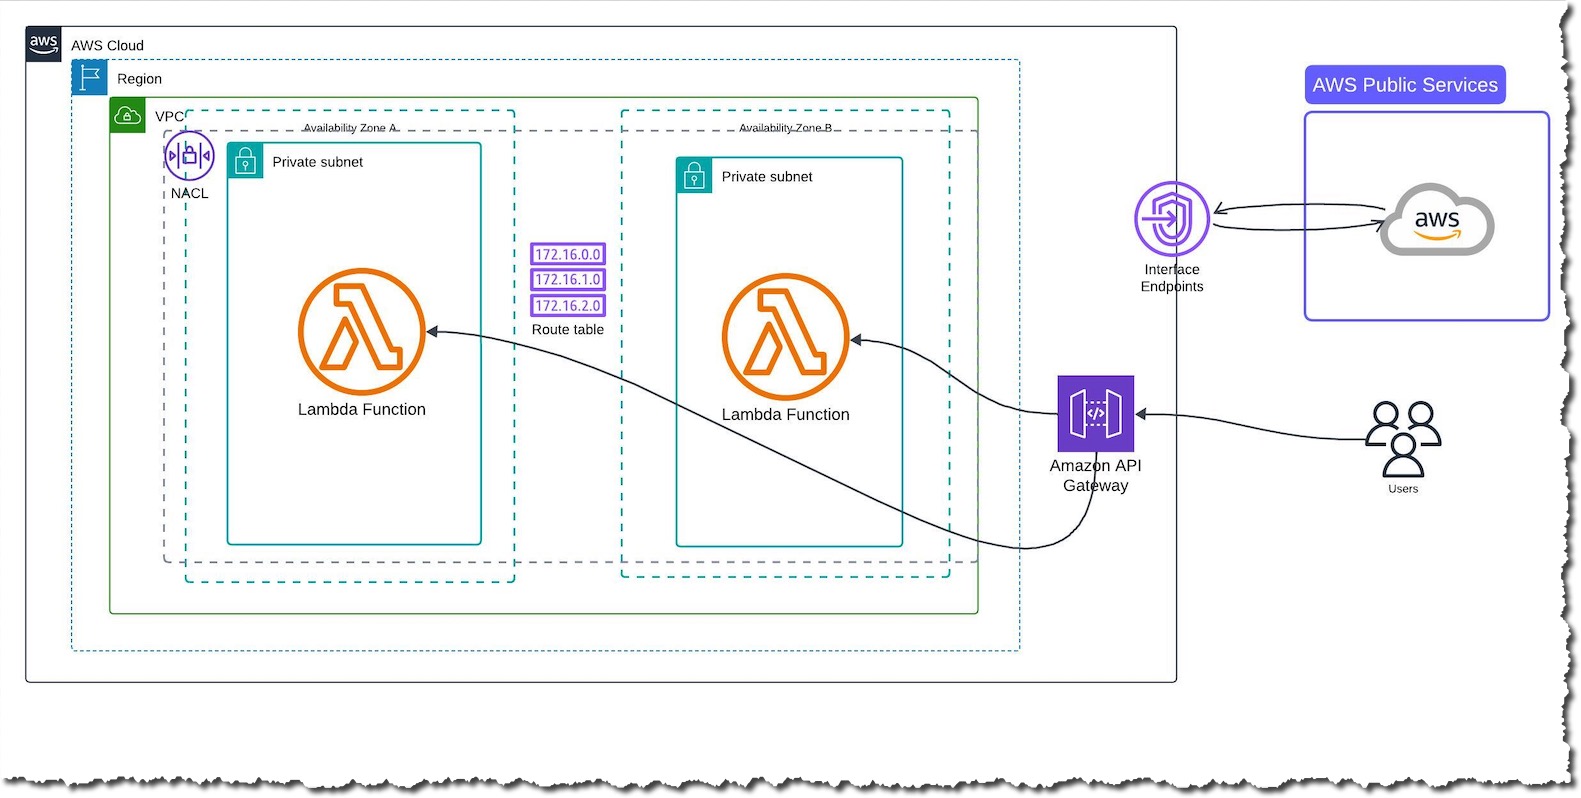 aws
AWS Cloud
Region
VPC
NACL
Availability Zone A
Private subnet
172.16.0.0
172.16.1.0
172.16.2.0
Route table
Lambda Function
Availability Zone B
Private subnet
Lambda Function
Interface
Endpoints
</>
Amazon API
Gateway
AWS Public Services
aws
Users